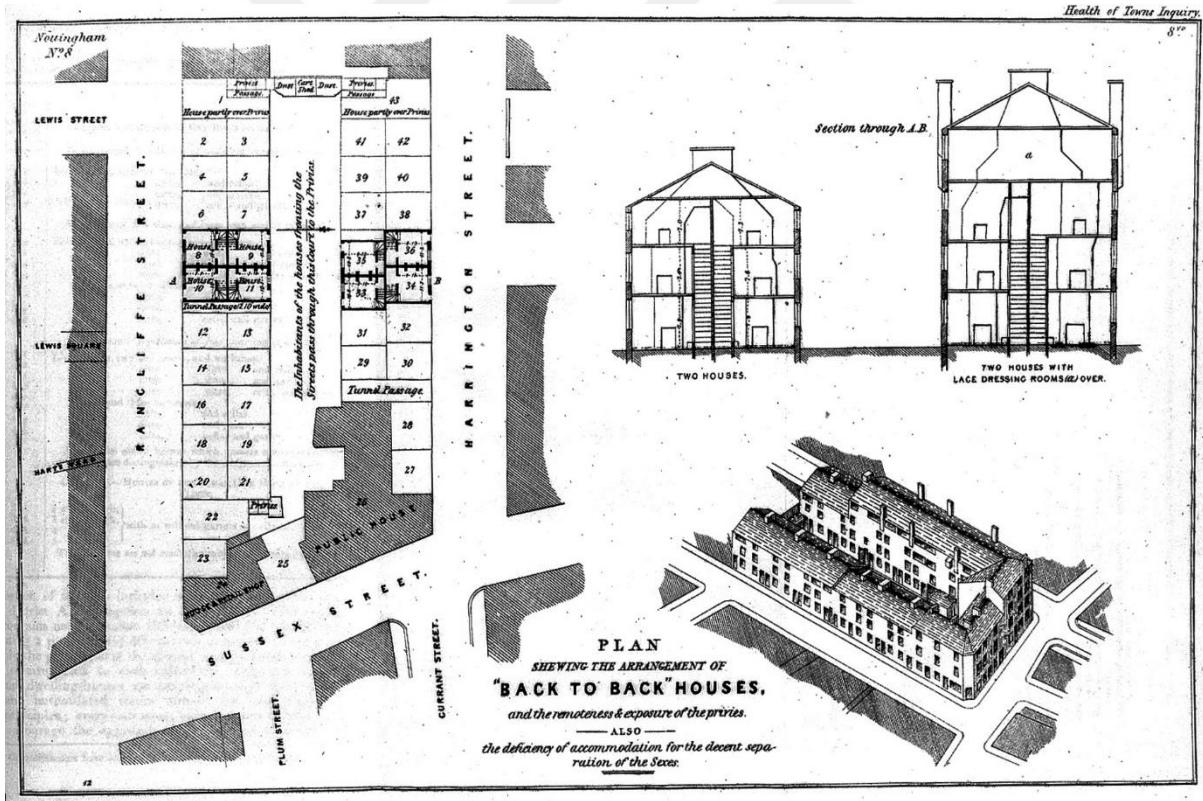 Health of Towns Inquiry.
8vo
Nottingham
No 8
LEWIS STREET
LEWIS SQUARE
RANCLIFFE STREET.
HARRINGTON STREET.
Privies
Passage
Dust
Cart Shed
Dust.
Privies.
Passage
1
House partly over Privies
43
House partly over Privies
2 3
4 5
6 7
House 8
House 9
House 10
House 11
Tunnel Passage
12 13
14 15
16 17
18 19
20 21
22
23
Privies
The Inhabitants of the houses fronting the
Streets pass through this Court to the Privies.
41 42
39 40
37 38
35 36
33 34
31 32
29 30
Tunnel Passage.
28
27
26
PUBLIC HOUSE
25
24
HOUSE & RETAIL SHOP
A
B
SUSSEX STREET.
PLUM STREET.
CURRANT STREET.
Section through A.B.
a
TWO HOUSES.
TWO HOUSES WITH
LACE DRESSING ROOMS (a) OVER.
PLAN
SHEWING THE ARRANGEMENT OF
"BACK TO BACK" HOUSES,
and the remoteness & exposure of the privies.
ALSO
the deficiency of accommodation for the decent sepa-
ration of the Sexes.
12